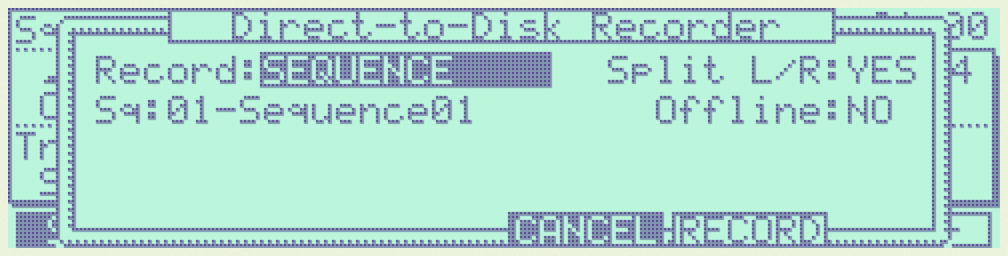 Direct-to-Disk Recorder
Record:SEQUENCE Split L/R:YES
Sq:01-Sequence01 Offline:NO
CANCEL RECORD